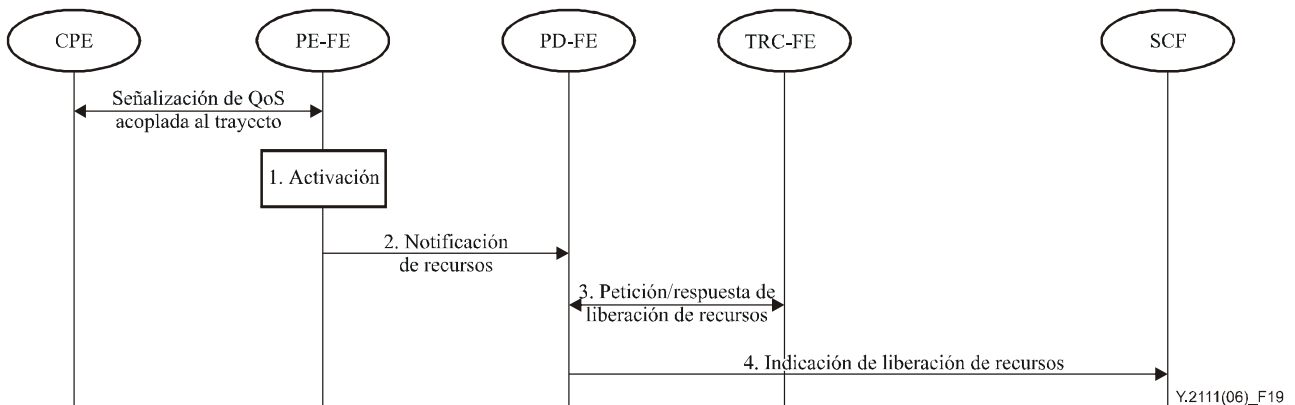 CPE
PE-FE
PD-FE
TRC-FE
SCF
Señalización de QoS
acoplada al trayecto
1. Activación
2. Notificación
de recursos
3. Petición/respuesta de
liberación de recursos
4. Indicación de liberación de recursos
Y.2111(06)_F19